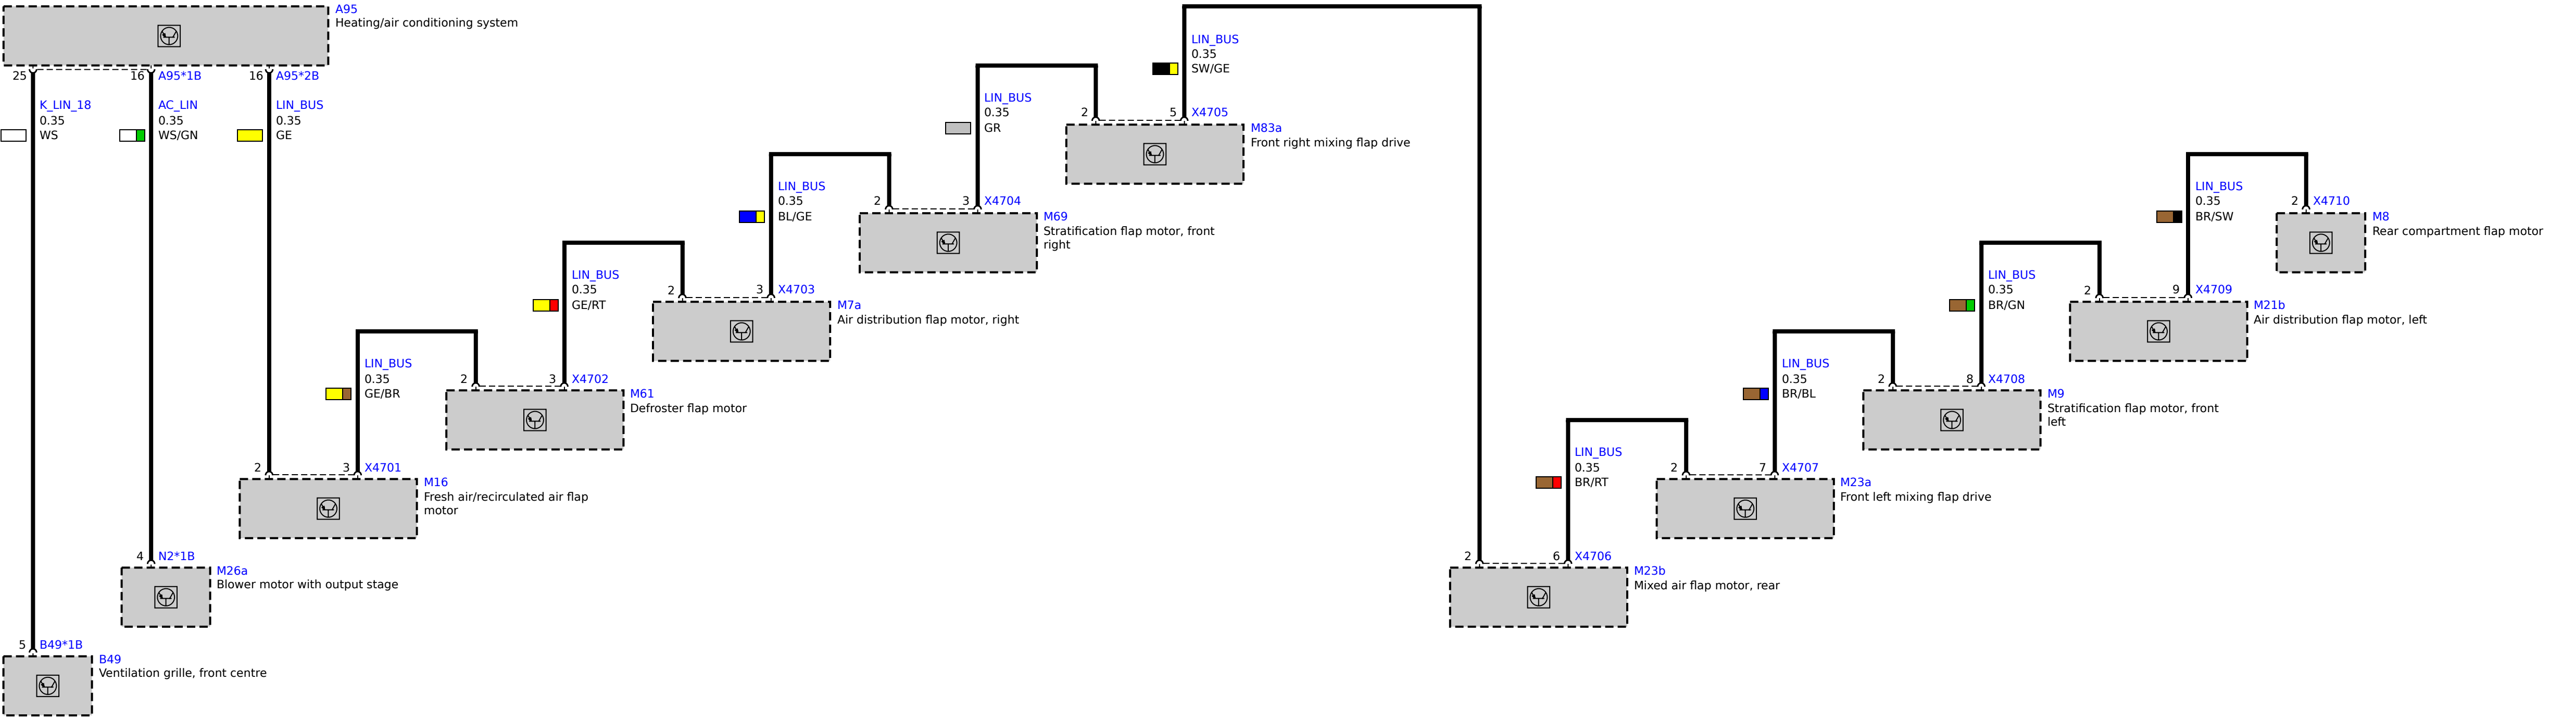 A95
Heating/air conditioning system
25
16
A95*1B
16
A95*2B
K_LIN_18
0.35
WS
AC_LIN
0.35
WS/GN
LIN_BUS
0.35
GE
5
B49*1B
B49
Ventilation grille, front centre
4
N2*1B
M26a
Blower motor with output stage
2
3
X4701
M16
Fresh air/recirculated air flap
motor
LIN_BUS
0.35
GE/BR
2
3
X4702
M61
Defroster flap motor
LIN_BUS
0.35
GE/RT
2
3
X4703
M7a
Air distribution flap motor, right
LIN_BUS
0.35
BL/GE
2
3
X4704
M69
Stratification flap motor, front
right
LIN_BUS
0.35
GR
2
5
X4705
M83a
Front right mixing flap drive
LIN_BUS
0.35
SW/GE
2
6
X4706
M23b
Mixed air flap motor, rear
LIN_BUS
0.35
BR/RT
2
7
X4707
M23a
Front left mixing flap drive
LIN_BUS
0.35
BR/BL
2
8
X4708
M9
Stratification flap motor, front
left
LIN_BUS
0.35
BR/GN
2
9
X4709
M21b
Air distribution flap motor, left
LIN_BUS
0.35
BR/SW
2
X4710
M8
Rear compartment flap motor